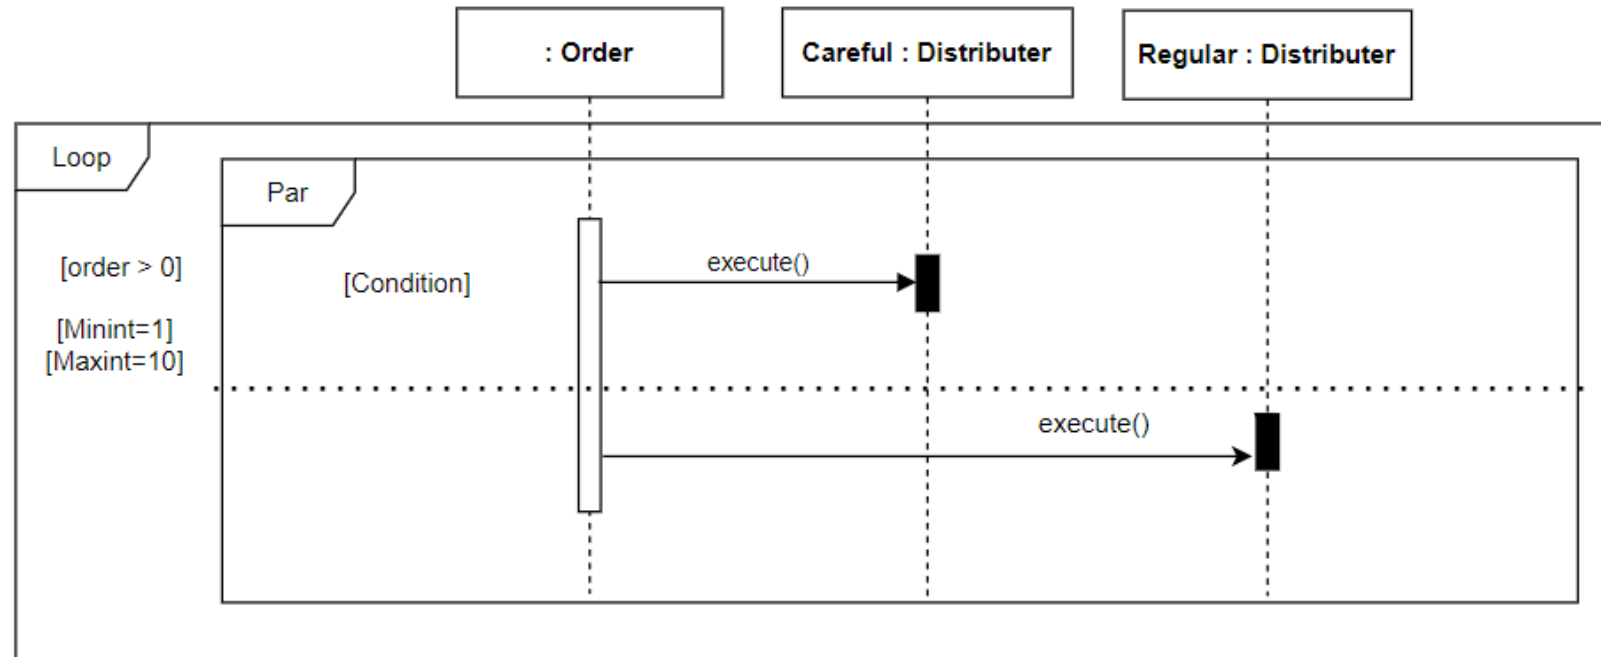 : Order
Careful : Distributer
Regular : Distributer
Loop
Par
[order > 0]
[Condition]
execute()
[Minint=1]
[Maxint=10]
execute()